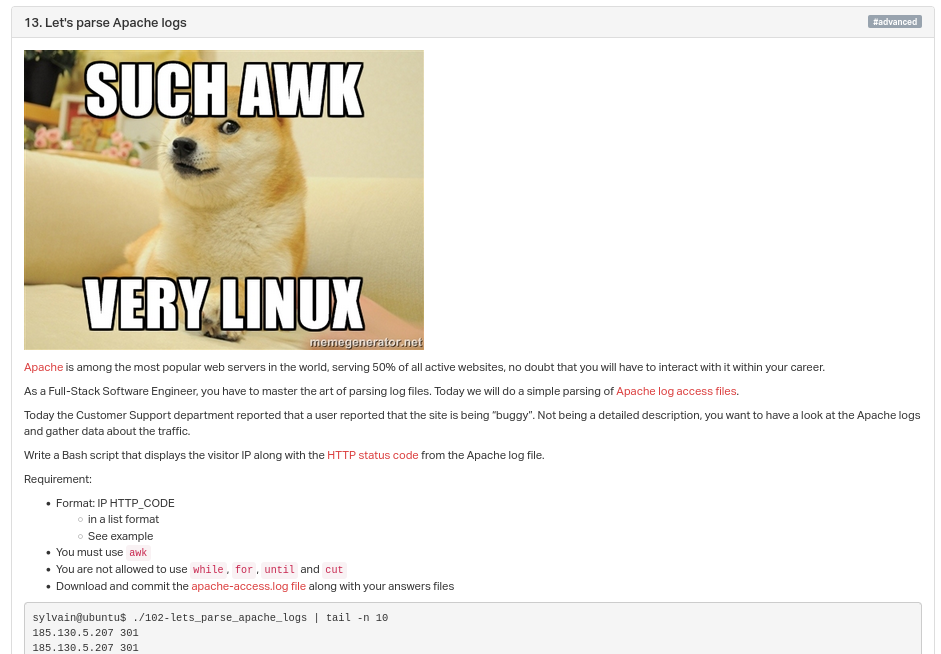 13. Let's parse Apache logs
#advanced
SUCH AWK
VERY LINUX
memegenerator.net
Apache is among the most popular web servers in the world, serving 50% of all active websites, no doubt that you will have to interact with it within your career.
As a Full-Stack Software Engineer, you have to master the art of parsing log files. Today we will do a simple parsing of Apache log access files.
Today the Customer Support department reported that a user reported that the site is being “buggy”. Not being a detailed description, you want to have a look at the Apache logs
and gather data about the traffic.
Write a Bash script that displays the visitor IP along with the HTTP status code from the Apache log file.
Requirement:
• Format: IP HTTP_CODE
○ in a list format
○ See example
• You must use awk
• You are not allowed to use while, for, until and cut
• Download and commit the apache-access.log file along with your answers files
sylvain@ubuntu$ ./102-lets_parse_apache_logs | tail -n 10
185.130.5.207 301
185.130.5.207 301